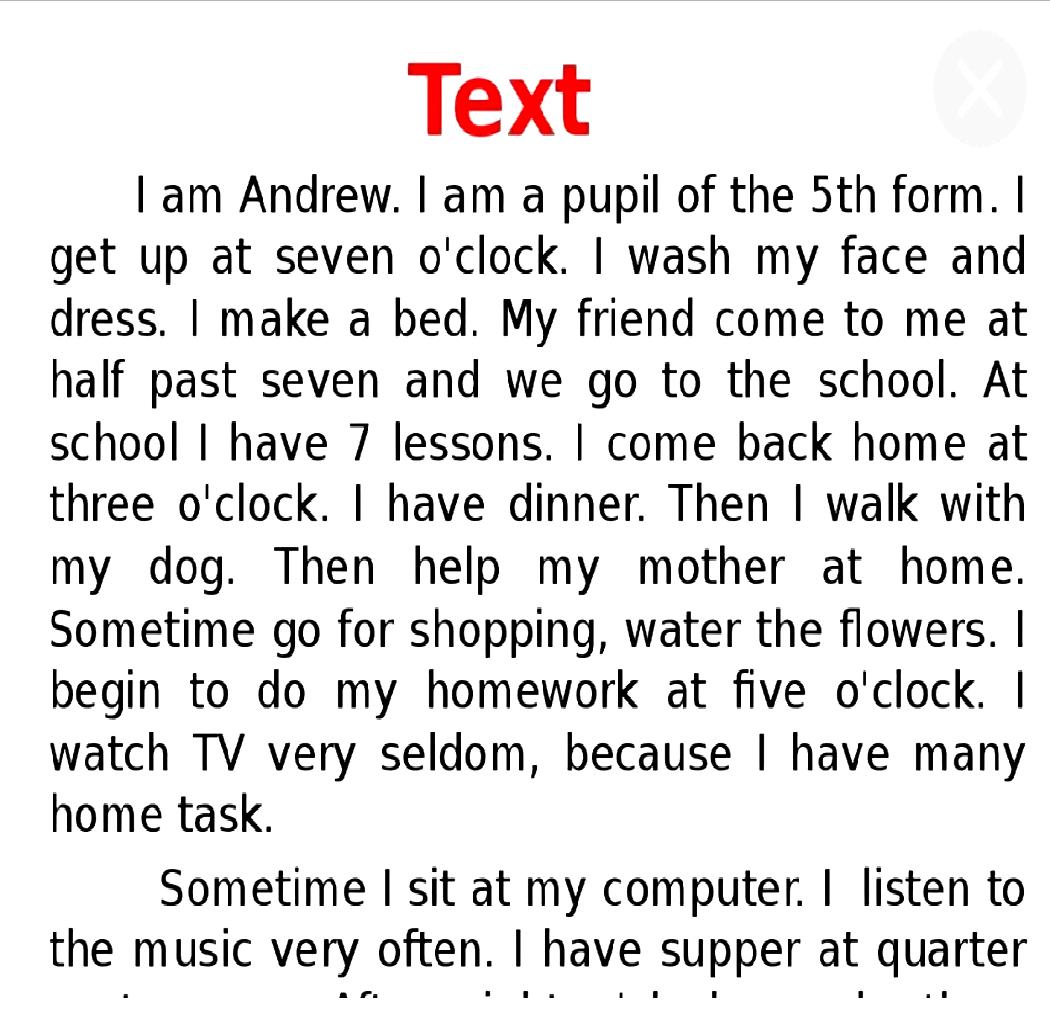 Text
I am Andrew. I am a pupil of the 5th form. I
get up at seven o'clock. I wash my face and
dress. I make a bed. My friend come to me at
half past seven and we go to the school. At
school I have 7 lessons. I come back home at
three o'clock. I have dinner. Then I walk with
my dog. Then help my mother at home.
Sometime go for shopping, water the flowers. I
begin to do my homework at five o'clock. I
watch TV very seldom, because I have many
home task.
Sometime I sit at my computer. I listen to
the music very often. I have supper at quarter